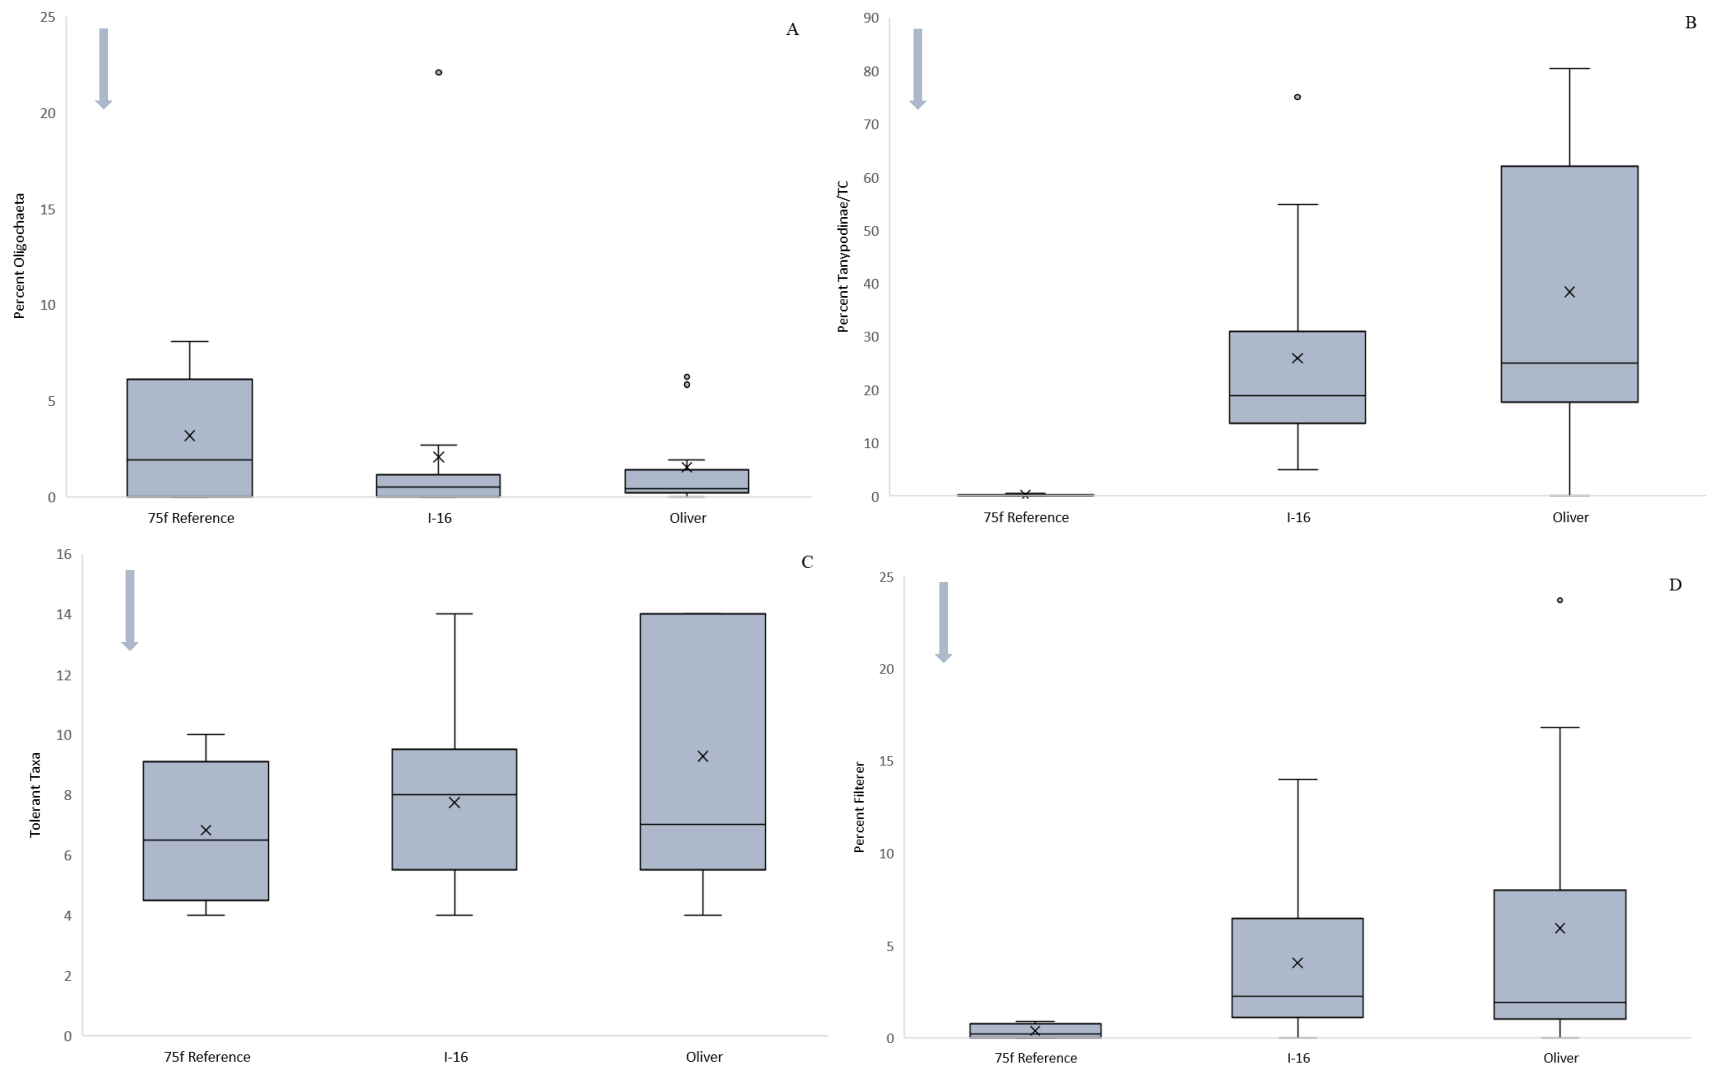 A
25
20
15
10
5
0
Percent Oligochaeta
75f Reference I-16 Oliver
B
90
80
70
60
50
40
30
20
10
0
Percent Tanypodinae/TC
75f Reference I-16 Oliver
C
16
14
12
10
8
6
4
2
0
Tolerant Taxa
75f Reference I-16 Oliver
D
25
20
15
10
5
0
Percent Filterer
75f Reference I-16 Oliver